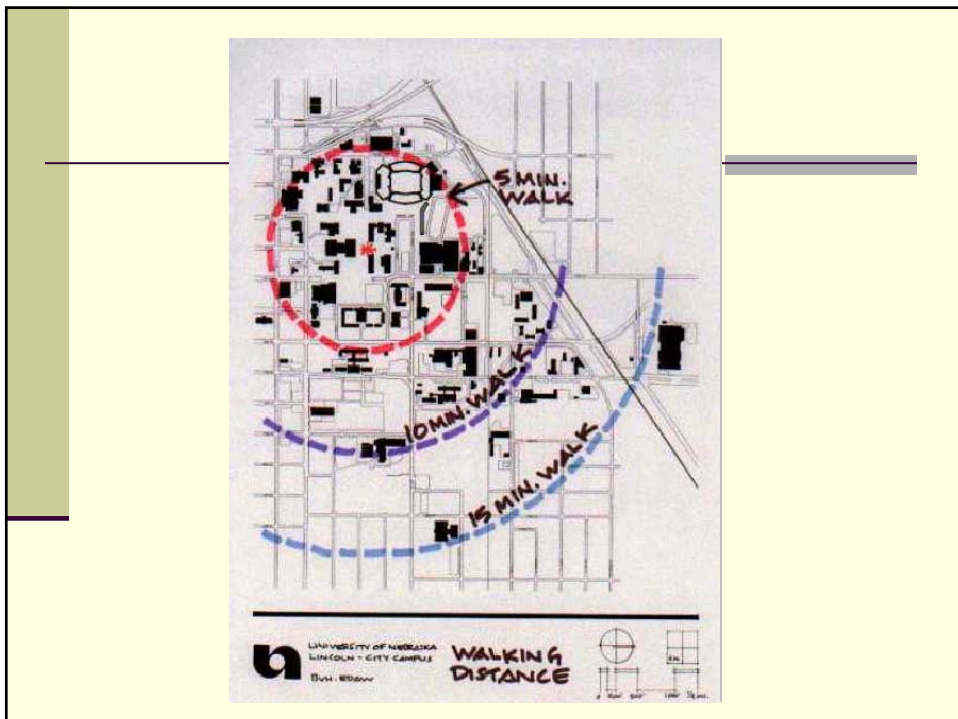 5 MIN.
WALK
10 MIN. WALK
15 MIN. WALK
UNIVERSITY OF NEBRASKA
LINCOLN - CITY CAMPUS
WALKING
DISTANCE